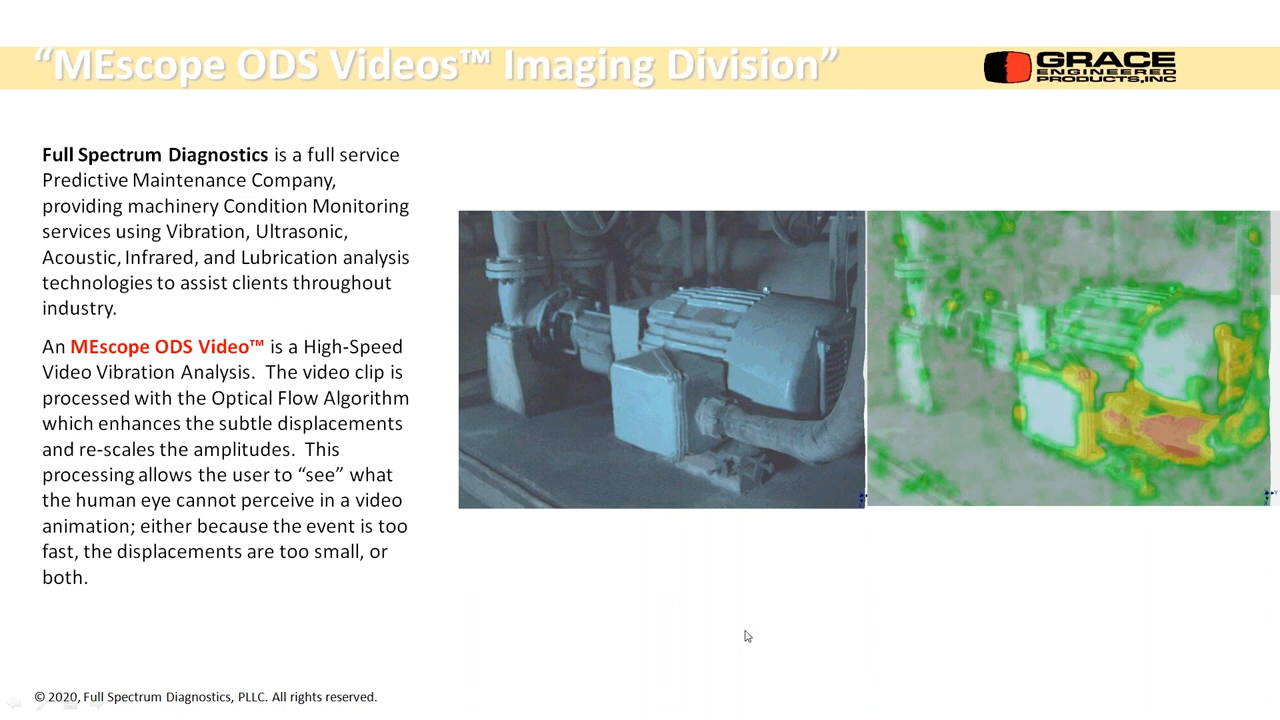 “MEscope ODS Videos™ Imaging Division”
GRACE
ENGINEERED
PRODUCTS,INC
Full Spectrum Diagnostics is a full service
Predictive Maintenance Company,
providing machinery Condition Monitoring
services using Vibration, Ultrasonic,
Acoustic, Infrared, and Lubrication analysis
technologies to assist clients throughout
industry.
An MEscope ODS Video™ is a High-Speed
Video Vibration Analysis. The video clip is
processed with the Optical Flow Algorithm
which enhances the subtle displacements
and re-scales the amplitudes. This
processing allows the user to “see” what
the human eye cannot perceive in a video
animation; either because the event is too
fast, the displacements are too small, or
both.
© 2020, Full Spectrum Diagnostics, PLLC. All rights reserved.